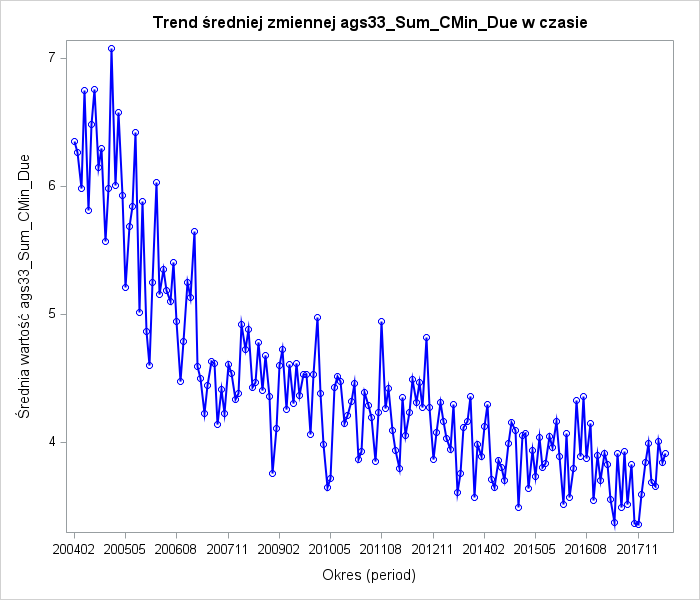 Trend średniej zmiennej ags33_Sum_CMin_Due w czasie
Średnia wartość ags33_Sum_CMin_Due
7
6
5
4
200402 200505 200608 200711 200902 201005 201108 201211 201402 201505 201608 201711
Okres (period)